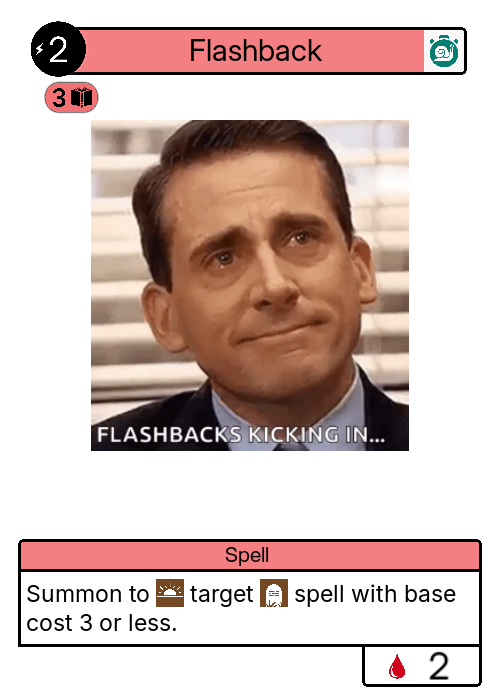 2 Flashback
3
FLASHBACKS KICKING IN...
Spell
Summon to target spell with base
cost 3 or less.
2